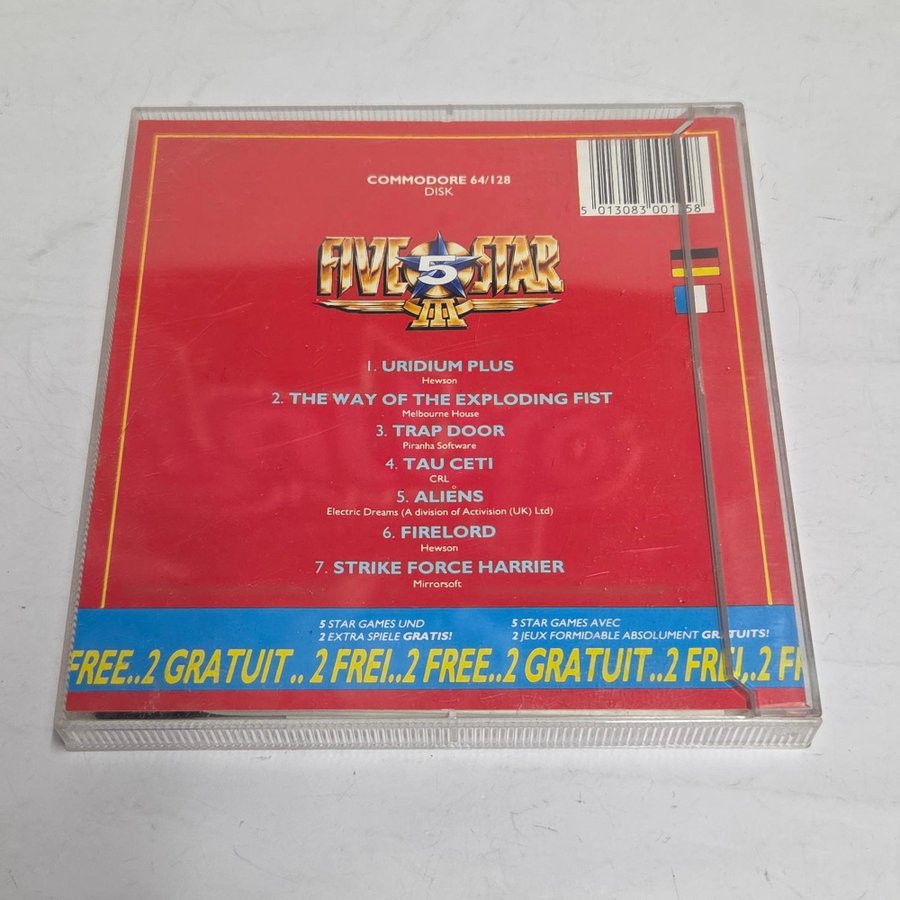 COMMODORE 64/128
DISK
FIVE 5 STAR
III
1. URIDIUM PLUS
Hewson
2. THE WAY OF THE EXPLODING FIST
Melbourne House
3. TRAP DOOR
Piranha Software
4. TAU CETI
CRL
5. ALIENS
Electric Dreams (A division of Activision (UK) Ltd)
6. FIRELORD
Hewson
7. STRIKE FORCE HARRIER
Mirrorsoft
5 STAR GAMES UND
2 EXTRA SPIELE GRATIS!
5 STAR GAMES AVEC
2 JEUX FORMIDABLE ABSOLUMENT GRATUITS!
FREE..2 GRATUIT .. 2 FREI..2 FREE..2 GRATUIT..2 FREI..2 FR